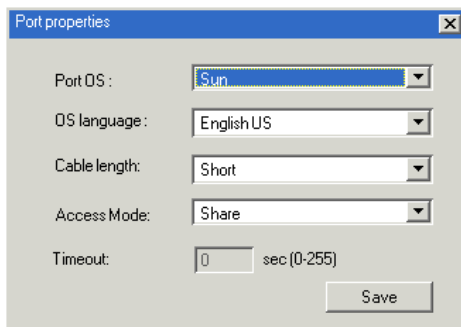 Port properties
Port OS : Sun
OS language : English US
Cable length: Short
Access Mode: Share
Timeout: 0 sec (0-255)
Save